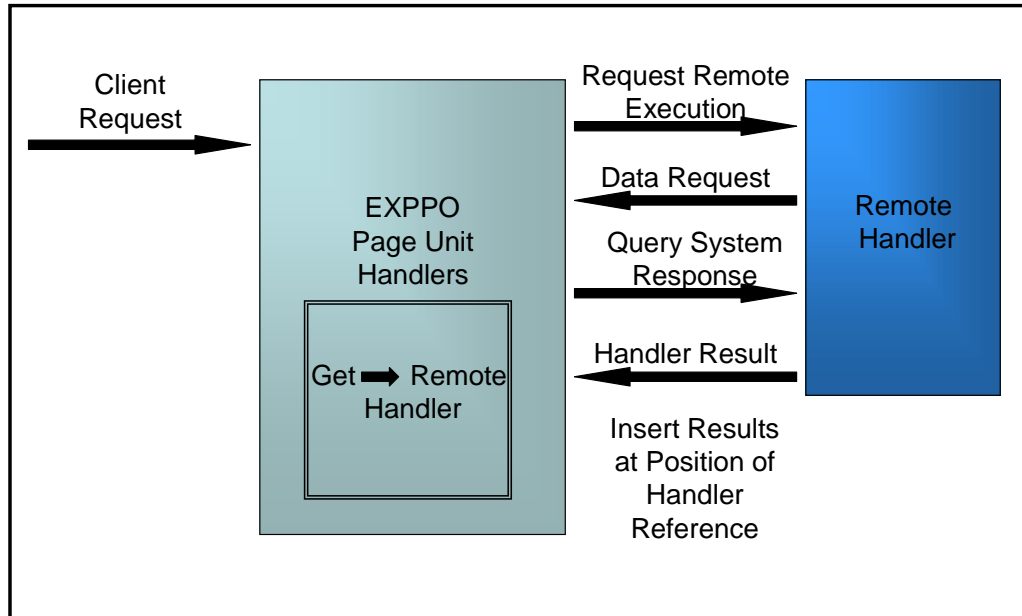 Client
Request
EXPPO
Page Unit
Handlers
Get Remote
Handler
Request Remote
Execution
Data Request
Query System
Response
Handler Result
Insert Results
at Position of
Handler
Reference
Remote
Handler